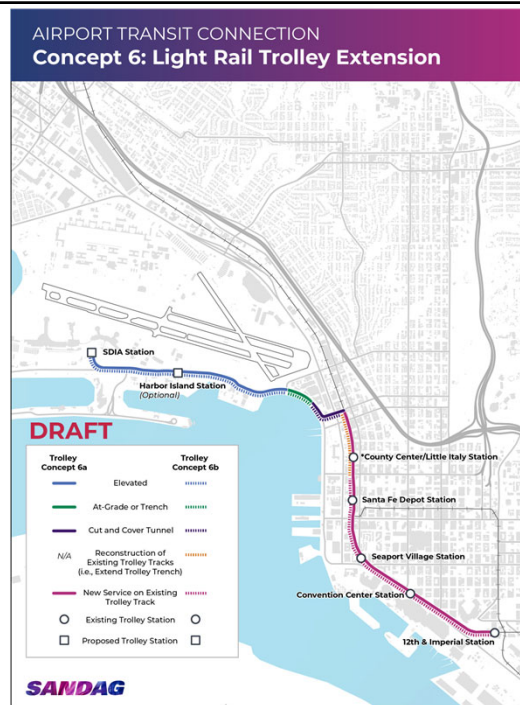 AIRPORT TRANSIT CONNECTION
Concept 6: Light Rail Trolley Extension
SDIA Station
Harbor Island Station
(Optional)
DRAFT
*County Center/Little Italy Station
Santa Fe Depot Station
Seaport Village Station
Convention Center Station
12th & Imperial Station
Trolley
Concept 6a
Trolley
Concept 6b
Elevated
At-Grade or Trench
Cut and Cover Tunnel
N/A
Reconstruction of
Existing Trolley Tracks
(i.e., Extend Trolley Trench)
New Service on Existing
Trolley Track
Existing Trolley Station
Proposed Trolley Station
SANDAG